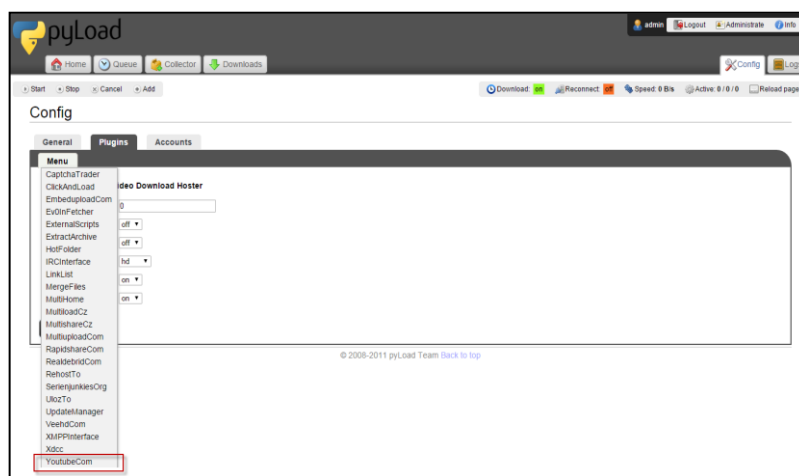 pyLoad
admin Logout Administrate Info
Home Queue Collector Downloads Config Log
Start Stop Cancel Add Download: on Reconnect: off Speed: 0 B/s Active: 0 / 0 / 0 Reload page
Config
General Plugins Accounts
Menu
CaptchaTrader
ClickAndLoad
ideo Download Hoster
EmbeduploadCom
Ev0InFetcher
0
ExternalScripts
off
ExtractArchive
off
HotFolder
IRCInterface
hd
LinkList
MergeFiles
on
MultiHome
on
MultiloadCz
MultishareCz
MultiuploadCom
RapidshareCom
© 2008-2011 pyLoad Team Back to top
RealdebridCom
RehostTo
SerienjunkiesOrg
UlozTo
UpdateManager
VeehdCom
XMPPInterface
Xdcc
YoutubeCom